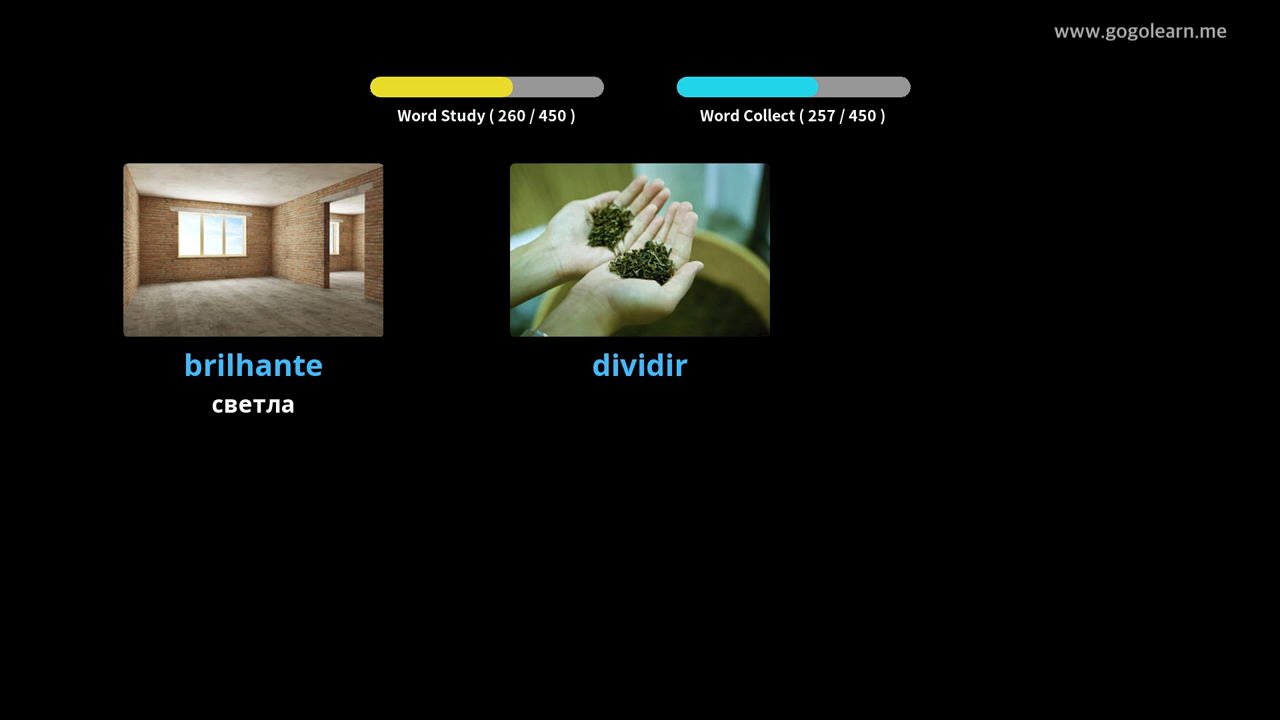 www.gogolearn.me
Word Study ( 260 / 450 )
Word Collect ( 257 / 450 )
brilhante
dividir
светла